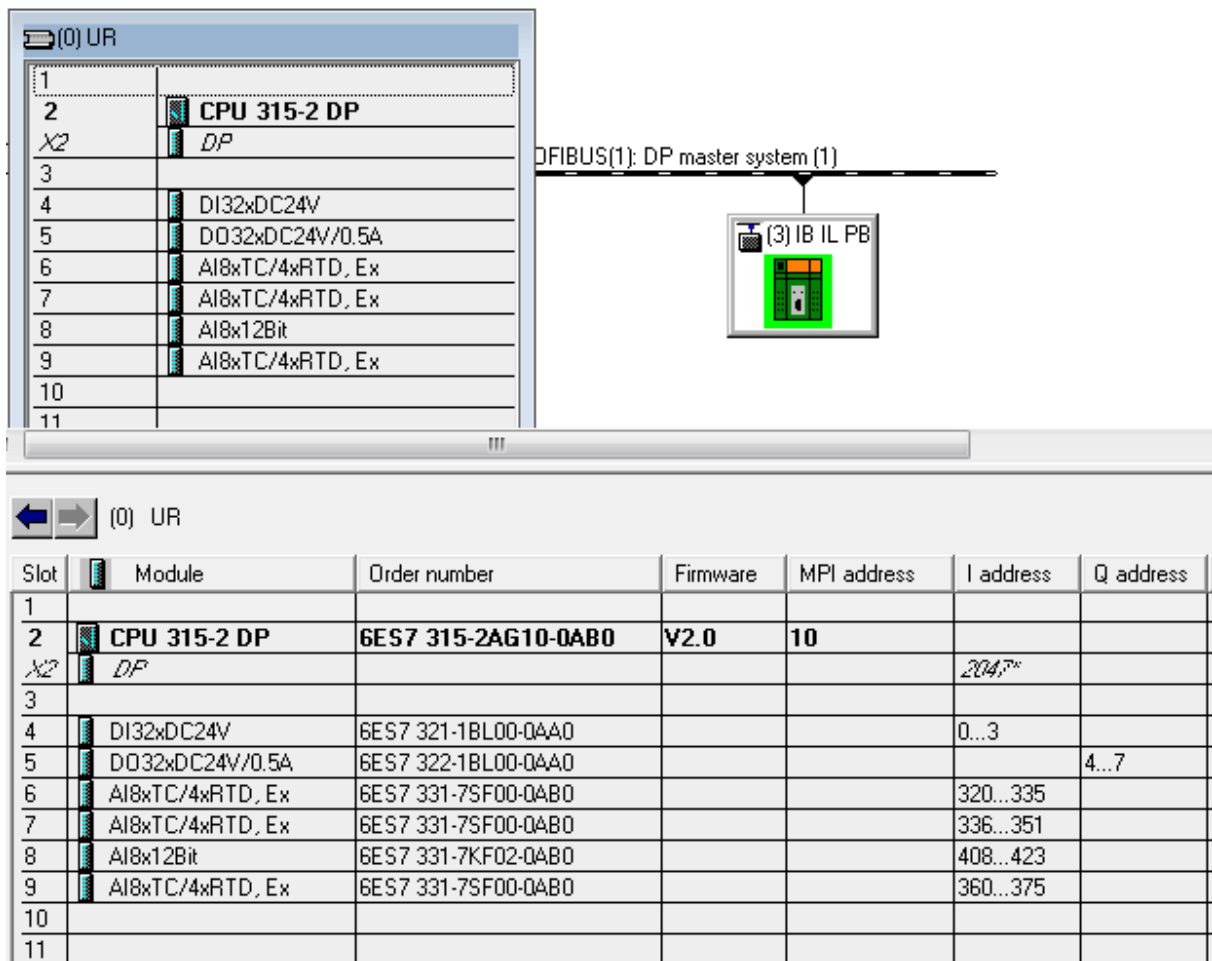 (0) UR
1
2 CPU 315-2 DP
X2 DP
3
4 DI32xDC24V
5 DO32xDC24V/0.5A
6 AI8xTC/4xRTD, Ex
7 AI8xTC/4xRTD, Ex
8 AI8x12Bit
9 AI8xTC/4xRTD, Ex
10
11
OFIBUS(1): DP master system (1)
(3) IB IL PB
(0) UR
Slot Module Order number Firmware MPI address I address Q address
1
2 CPU 315-2 DP 6ES7 315-2AG10-0AB0 V2.0 10
X2 DP 2047*
3
4 DI32xDC24V 6ES7 321-1BL00-0AA0 0...3
5 DO32xDC24V/0.5A 6ES7 322-1BL00-0AA0 4...7
6 AI8xTC/4xRTD, Ex 6ES7 331-7SF00-0AB0 320...335
7 AI8xTC/4xRTD, Ex 6ES7 331-7SF00-0AB0 336...351
8 AI8x12Bit 6ES7 331-7KF02-0AB0 408...423
9 AI8xTC/4xRTD, Ex 6ES7 331-7SF00-0AB0 360...375
10
11